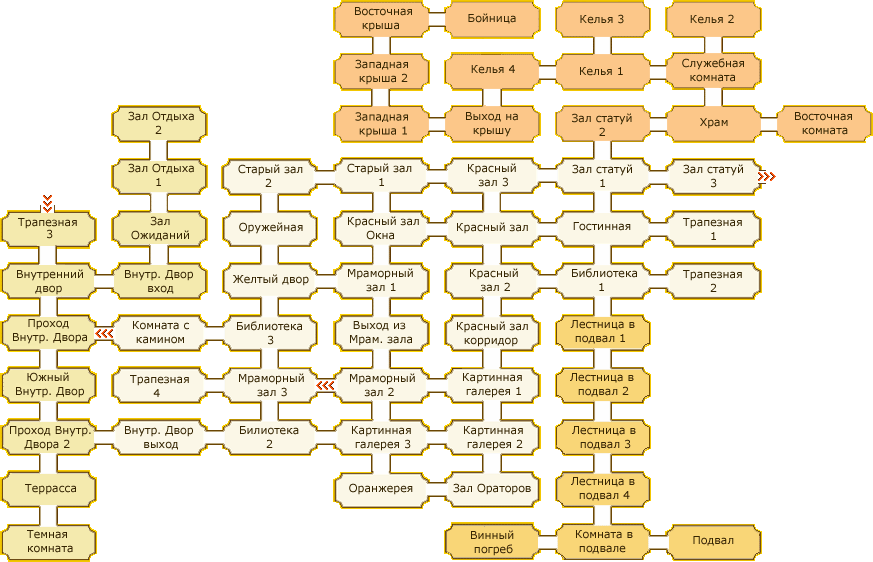 Восточная
крыша
Бойница
Келья 3
Келья 2
Западная
крыша 2
Келья 4
Келья 1
Служебная
комната
Зал Отдыха
2
Западная
крыша 1
Выход на
крышу
Зал статуй
2
Храм
Восточная
комната
Зал Отдыха
1
Старый зал
2
Старый зал
1
Красный
зал 3
Зал статуй
1
Зал статуй
3
Трапезная
3
Зал
Ожиданий
Оружейная
Красный зал
Окна
Красный зал
Гостинная
Трапезная
1
Внутренний
двор
Внутр. Двор
вход
Желтый двор
Мраморный
зал 1
Красный
зал 2
Библиотека
1
Трапезная
2
Проход
Внутр. Двора
Комната с
камином
Библиотека
3
Выход из
Мрам. зала
Красный зал
корридор
Лестница в
подвал 1
Южный
Внутр. Двор
Трапезная
4
Мраморный
зал 3
Мраморный
зал 2
Картинная
галерея 1
Лестница в
подвал 2
Проход Внутр.
Двора 2
Внутр. Двор
выход
Билиотека
2
Картинная
галерея 3
Картинная
галерея 2
Лестница в
подвал 3
Террасса
Оранжерея
Зал Ораторов
Лестница в
подвал 4
Темная
комната
Винный
погреб
Комната в
подвале
Подвал